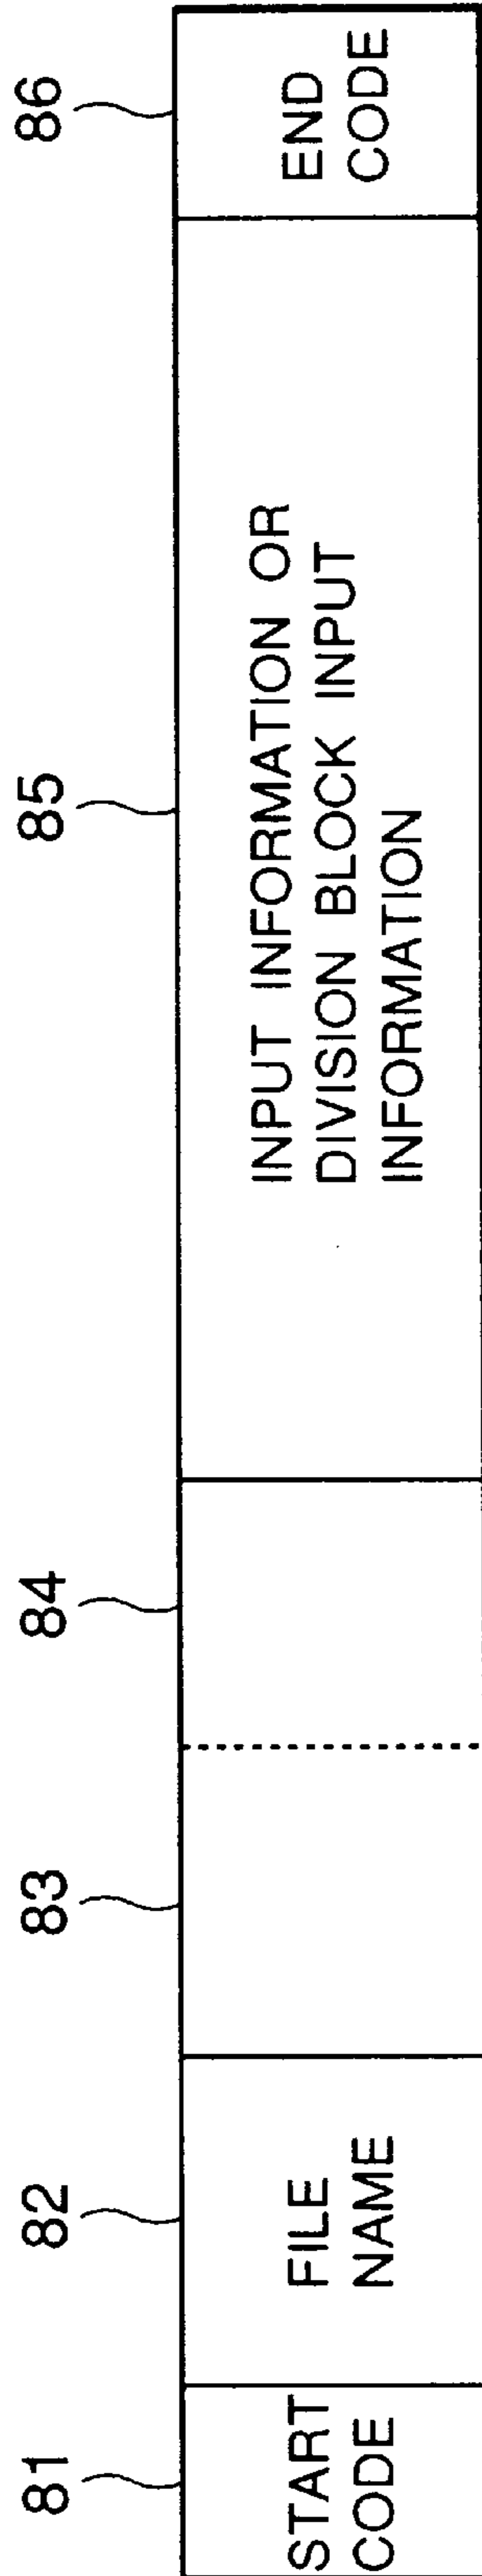 81
82
83
84
85
86
START
CODE
FILE
NAME
INPUT INFORMATION OR
DIVISION BLOCK INPUT
INFORMATION
END
CODE